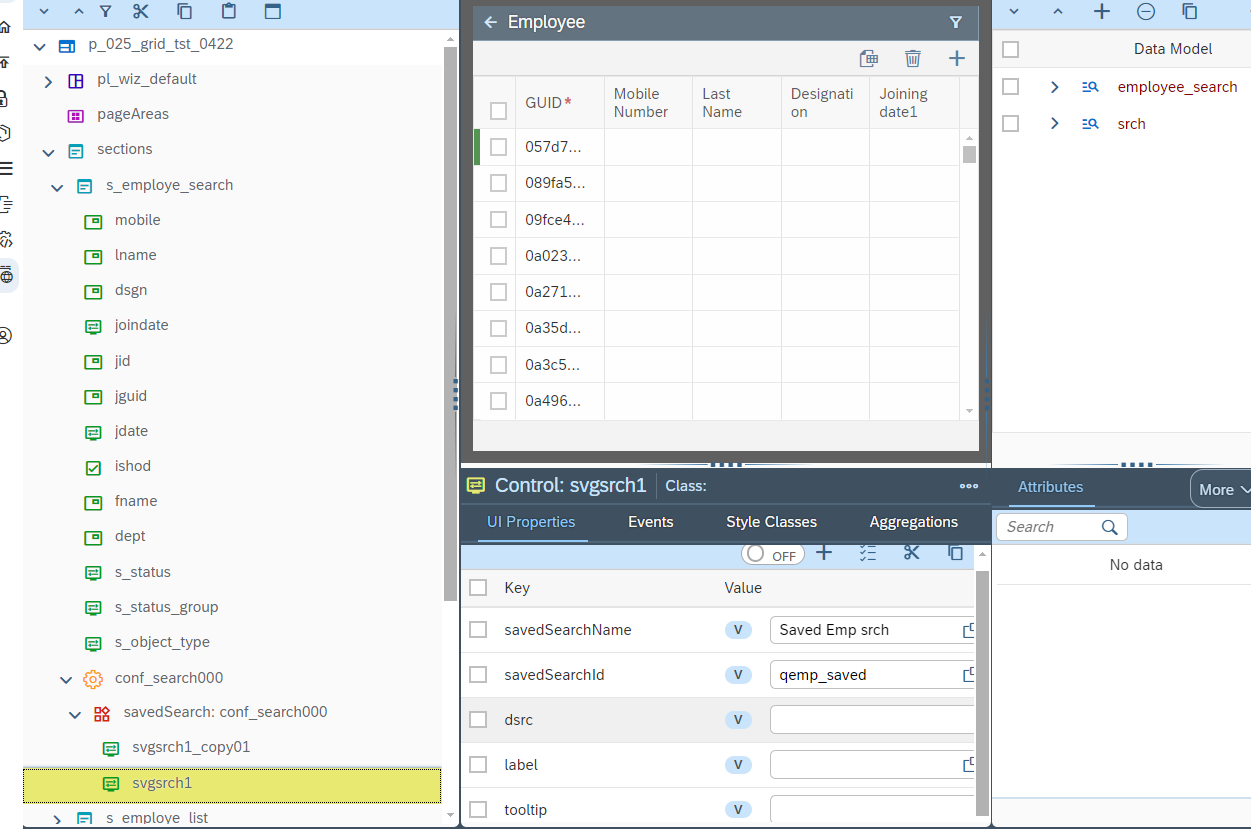 p_025_grid_tst_0422
pl_wiz_default
pageAreas
sections
s_employe_search
mobile
lname
dsgn
joindate
jid
jguid
jdate
ishod
fname
dept
s_status
s_status_group
s_object_type
conf_search000
savedSearch: conf_search000
svgsrch1_copy01
svgsrch1
s_employe_list
Employee
GUID*
Mobile
Number
Last
Name
Designati
on
Joining
date1
057d7...
089fa5...
09fce4...
0a023...
0a271...
0a35d...
0a3c5...
0a496...
Control: svgsrch1 Class:
UI Properties Events Style Classes Aggregations
OFF
Key Value
savedSearchName V Saved Emp srch
savedSearchId V qemp_saved
dsrc V
label V
tooltip V
Data Model
employee_search
srch
Attributes More
Search
No data